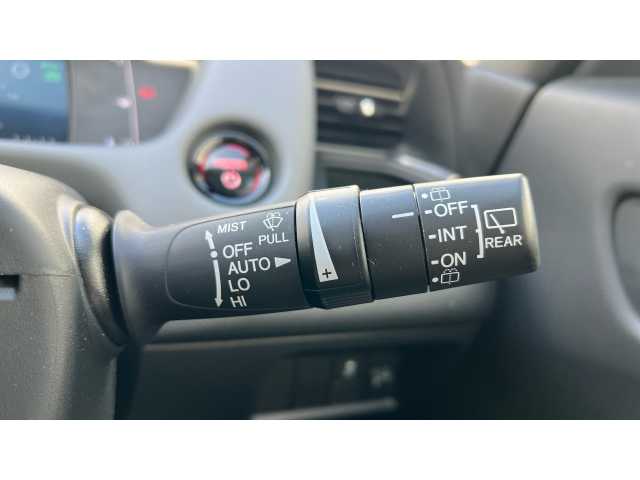 MIST
PULL
OFF
AUTO
LO
HI
+
OFF
INT
ON
REAR